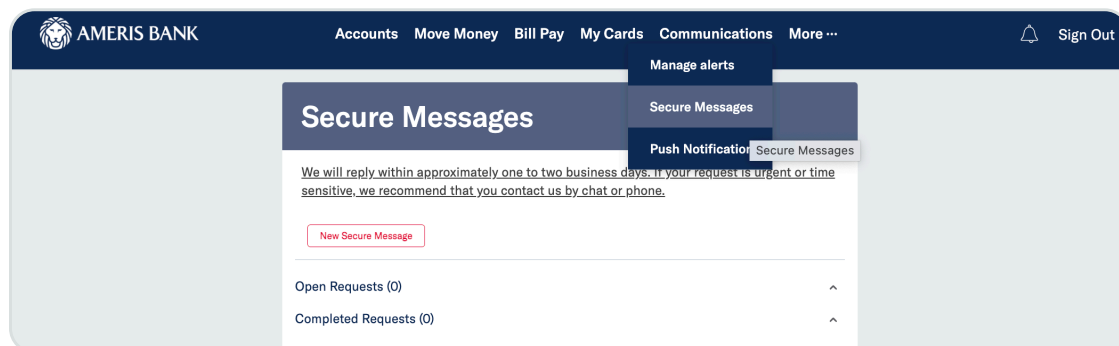 AMERIS BANK
Accounts Move Money Bill Pay My Cards Communications More ...
Sign Out
Manage alerts
Secure Messages
Push Notification
Secure Messages
Secure Messages
We will reply within approximately one to two business days. If your request is urgent or time
sensitive, we recommend that you contact us by chat or phone.
New Secure Message
Open Requests (0)
Completed Requests (0)